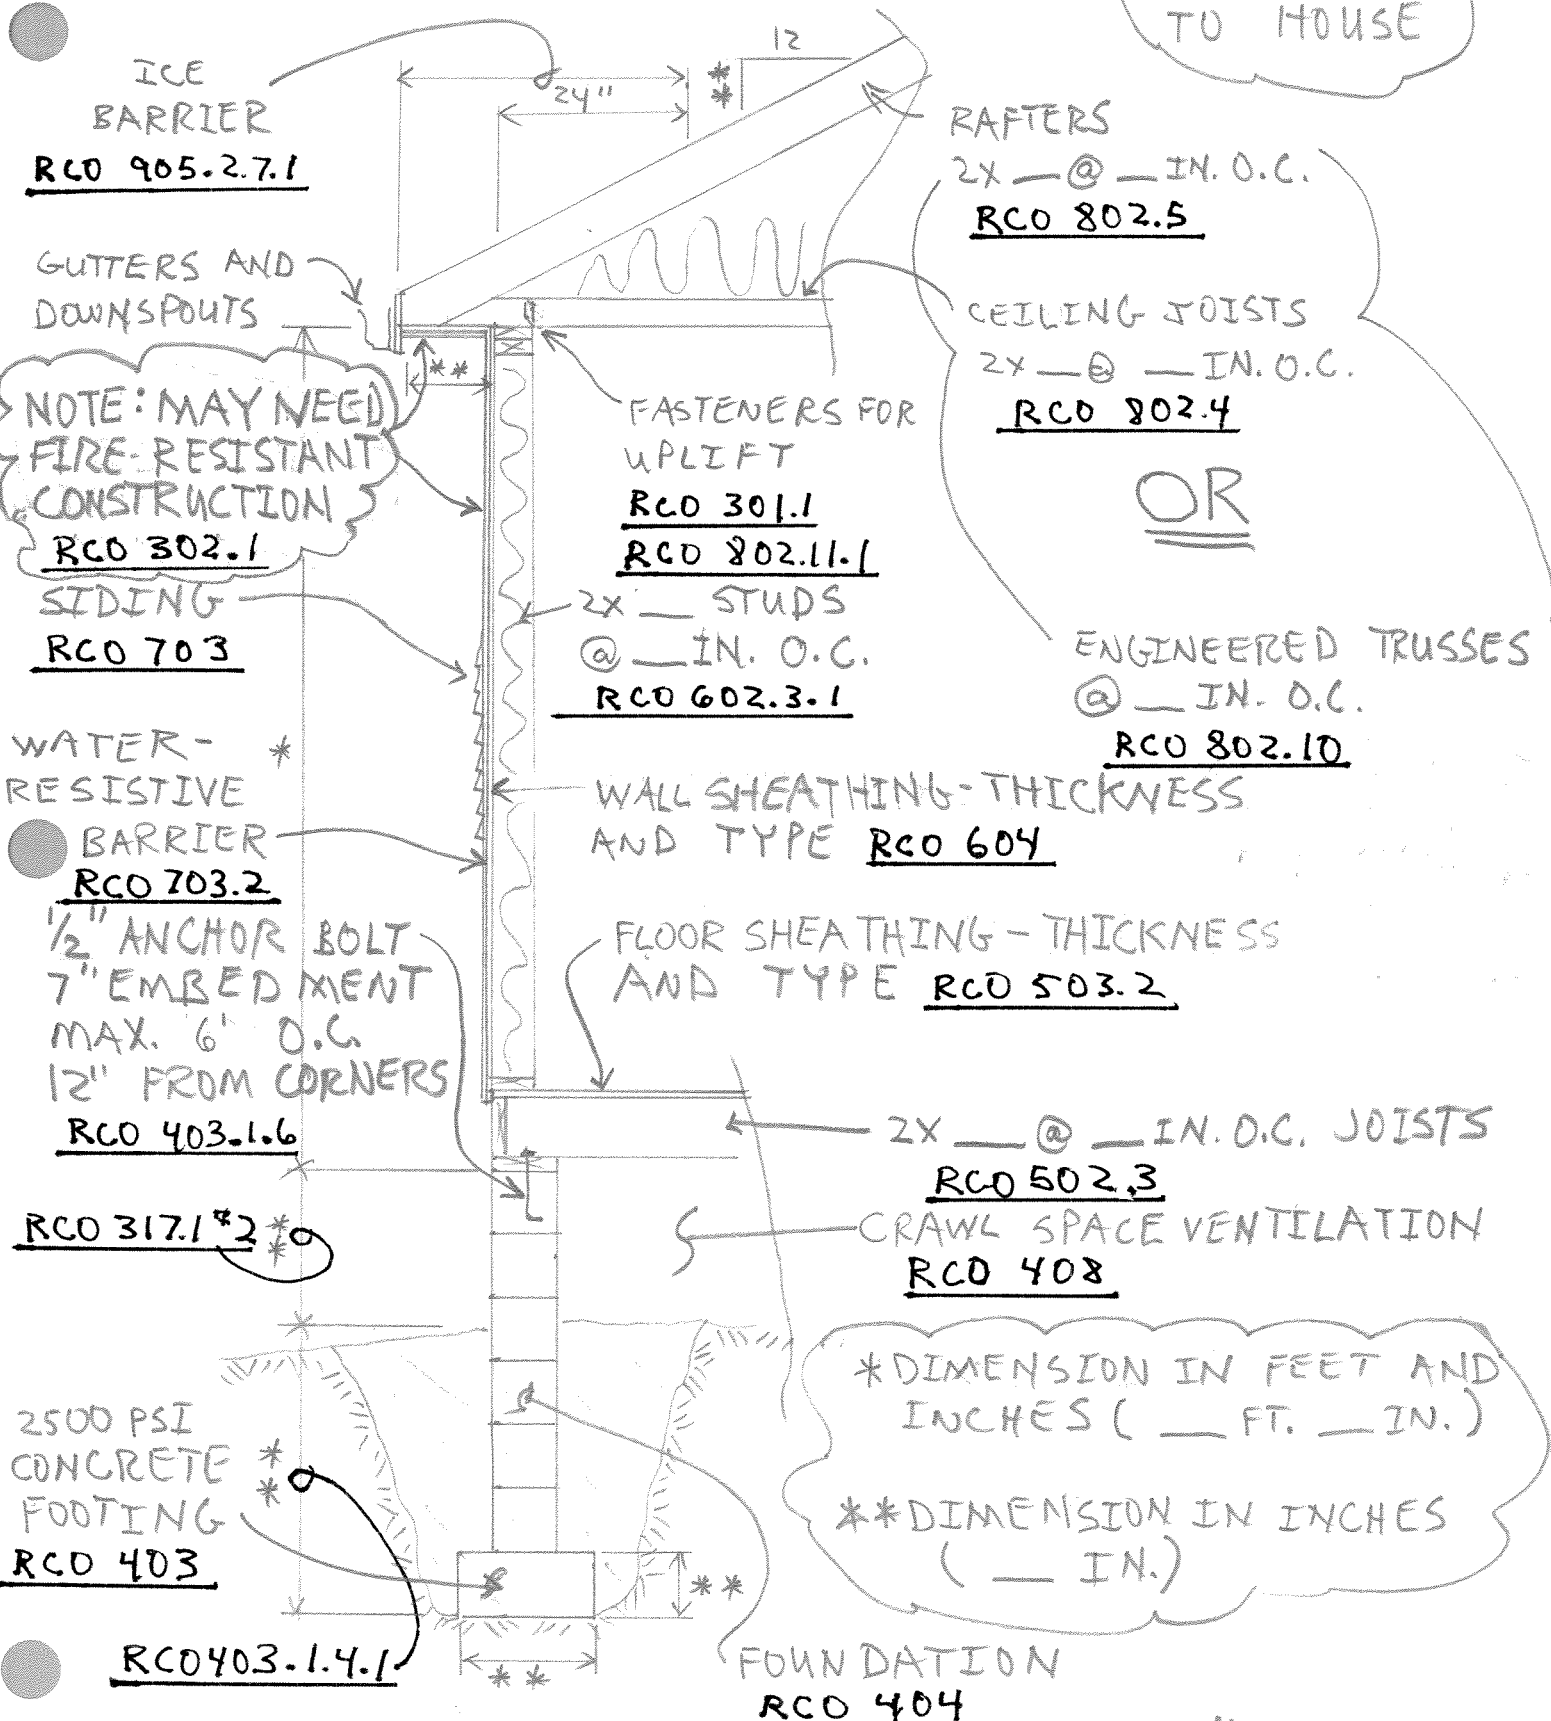 TO HOUSE
12
**
ICE
BARRIER
RCO 905.2.7.1
24"
RAFTERS
2X __ @ __ IN. O.C.
RCO 802.5
GUTTERS AND
DOWNSPOUTS
CEILING JOISTS
2X __ @ __ IN. O.C.
RCO 802.4
OR
ENGINEERED TRUSSES
@ __ IN. O.C.
RCO 802.10
**
NOTE: MAY NEED
FIRE-RESISTANT
CONSTRUCTION
RCO 302.1
FASTENERS FOR
UPLIFT
RCO 301.1
RCO 802.11.1
SIDING
RCO 703
2X __ STUDS
@ __ IN. O.C.
RCO 602.3.1
WATER- *
RESISTIVE
BARRIER
RCO 703.2
WALL SHEATHING-THICKNESS
AND TYPE RCO 604
1/2" ANCHOR BOLT
7" EMBEDMENT
MAX. 6' O.C.
12" FROM CORNERS
RCO 403.1.6
FLOOR SHEATHING-THICKNESS
AND TYPE RCO 503.2
2X __ @ __ IN. O.C. JOISTS
RCO 502.3
RCO 317.1 #2 **
CRAWL SPACE VENTILATION
RCO 408
*DIMENSION IN FEET AND
INCHES ( __ FT. __ IN.)
**DIMENSION IN INCHES
( __ IN.)
2500 PSI
CONCRETE **
FOOTING
RCO 403
**
RCO403.1.4.1
**
FOUNDATION
RCO 404